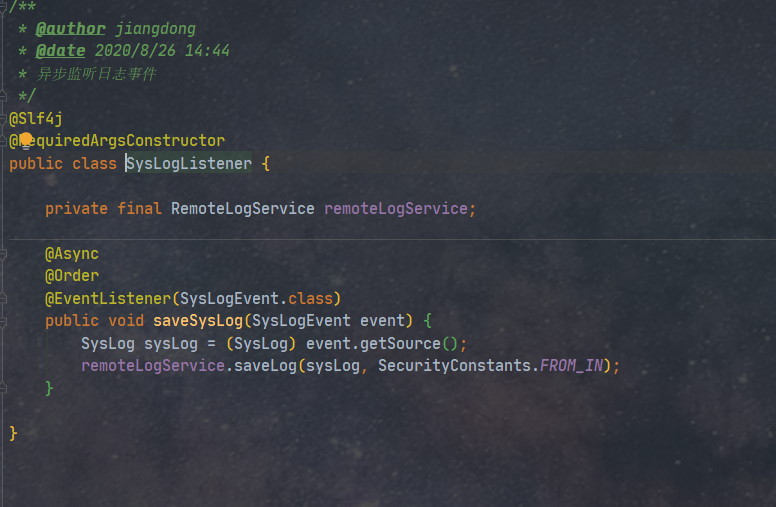 /**
* @author jiangdong
* @date 2020/8/26 14:44
* 异步监听日志事件
*/
@Slf4j
@RequiredArgsConstructor
public class SysLogListener {
private final RemoteLogService remoteLogService;
@Async
@Order
@EventListener(SysLogEvent.class)
public void saveSysLog(SysLogEvent event) {
SysLog sysLog = (SysLog) event.getSource();
remoteLogService.saveLog(sysLog, SecurityConstants.FROM_IN);
}
}